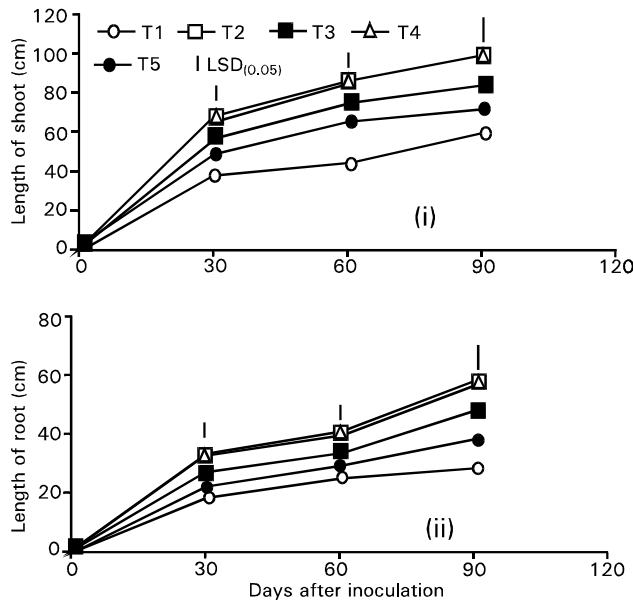 120
T1 T2 T3 T4
100
T5 LSD(0.05)
80
60
40
20
0
Length of shoot (cm)
(i)
0 30 60 90 120
80
60
40
20
0
Length of root (cm)
(ii)
0 30 60 90 120
Days after inoculation